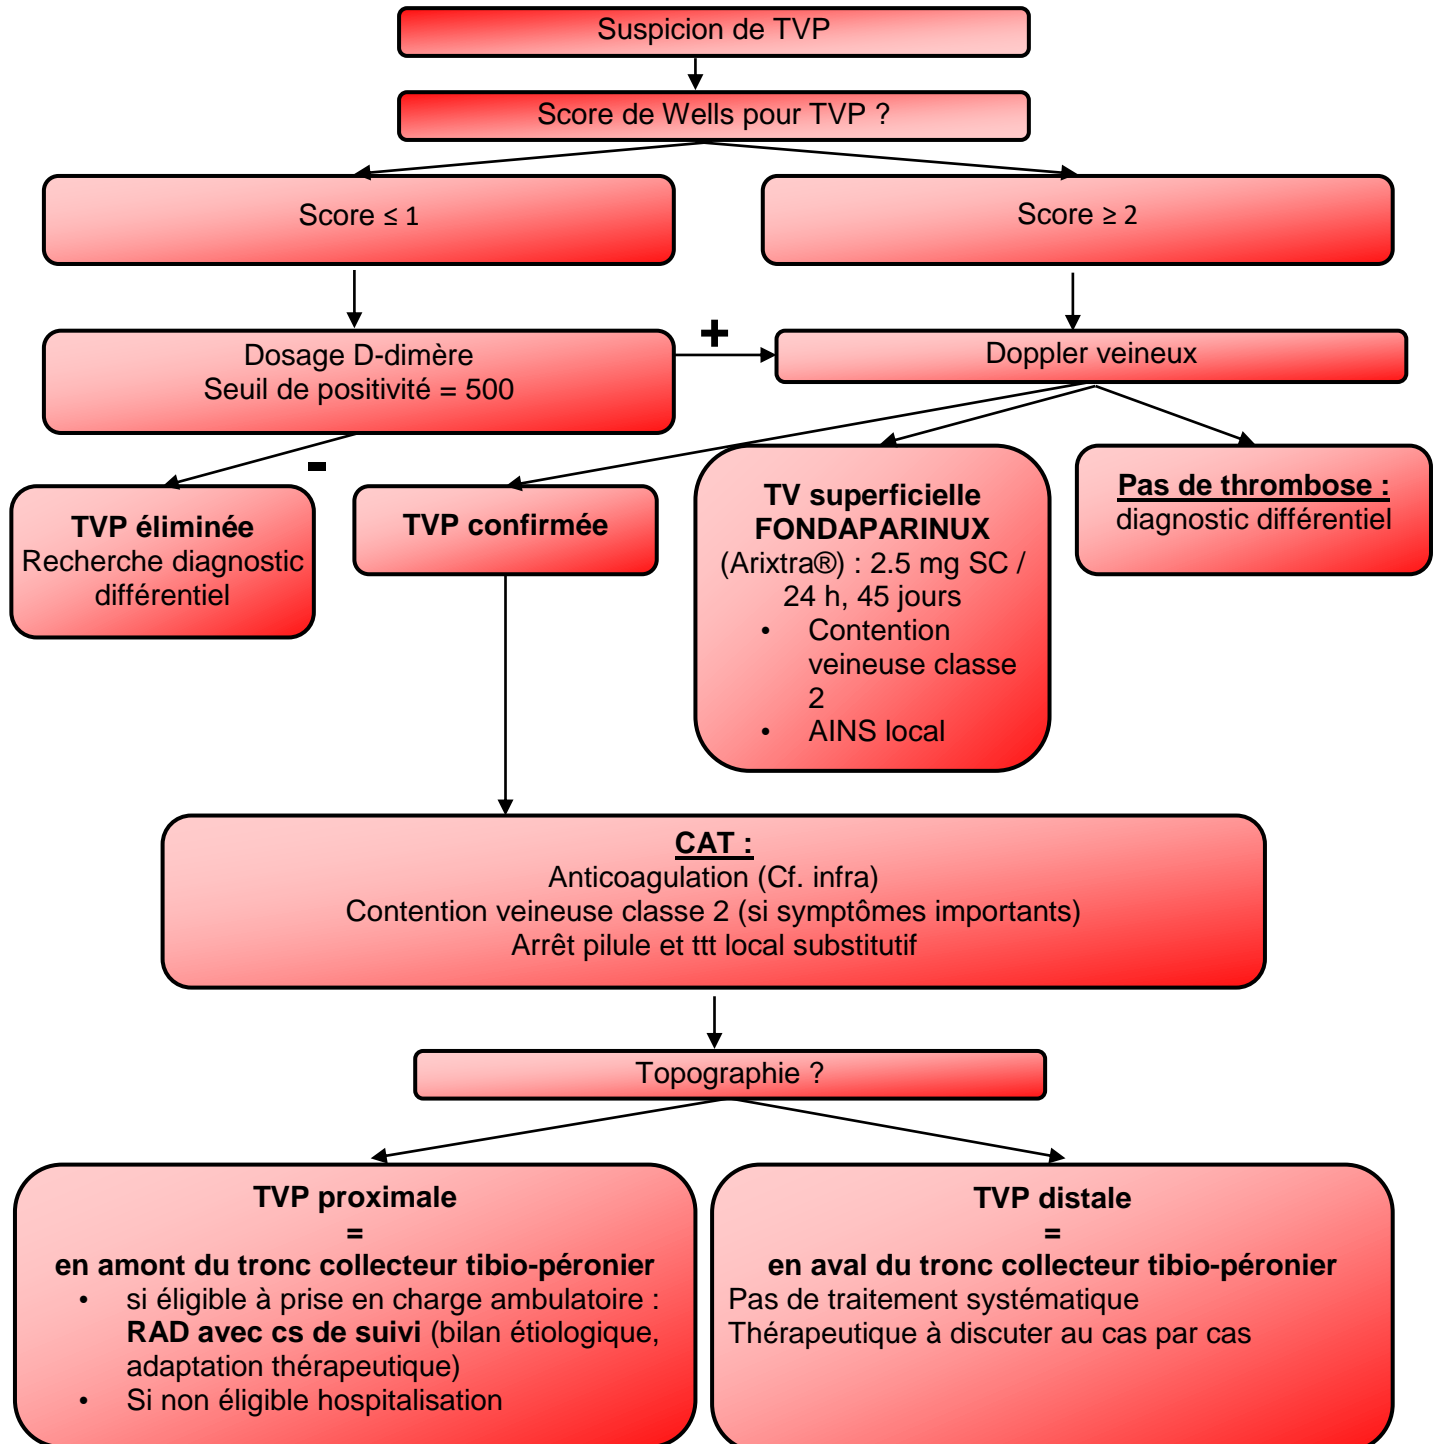 Suspicion de TVP
Score de Wells pour TVP ?
Score ≤ 1
Score ≥ 2
Dosage D-dimère
Seuil de positivité = 500
+
Doppler veineux
-
TVP éliminée
Recherche diagnostic
différentiel
TVP confirmée
TV superficielle
FONDAPARINUX
(Arixtra®) : 2.5 mg SC /
24 h, 45 jours
• Contention
veineuse classe
2
• AINS local
Pas de thrombose :
diagnostic différentiel
CAT :
Anticoagulation (Cf. infra)
Contention veineuse classe 2 (si symptômes importants)
Arrêt pilule et ttt local substitutif
Topographie ?
TVP proximale
=
en amont du tronc collecteur tibio-péronier
• si éligible à prise en charge ambulatoire :
RAD avec cs de suivi (bilan étiologique,
adaptation thérapeutique)
• Si non éligible hospitalisation
TVP distale
=
en aval du tronc collecteur tibio-péronier
Pas de traitement systématique
Thérapeutique à discuter au cas par cas